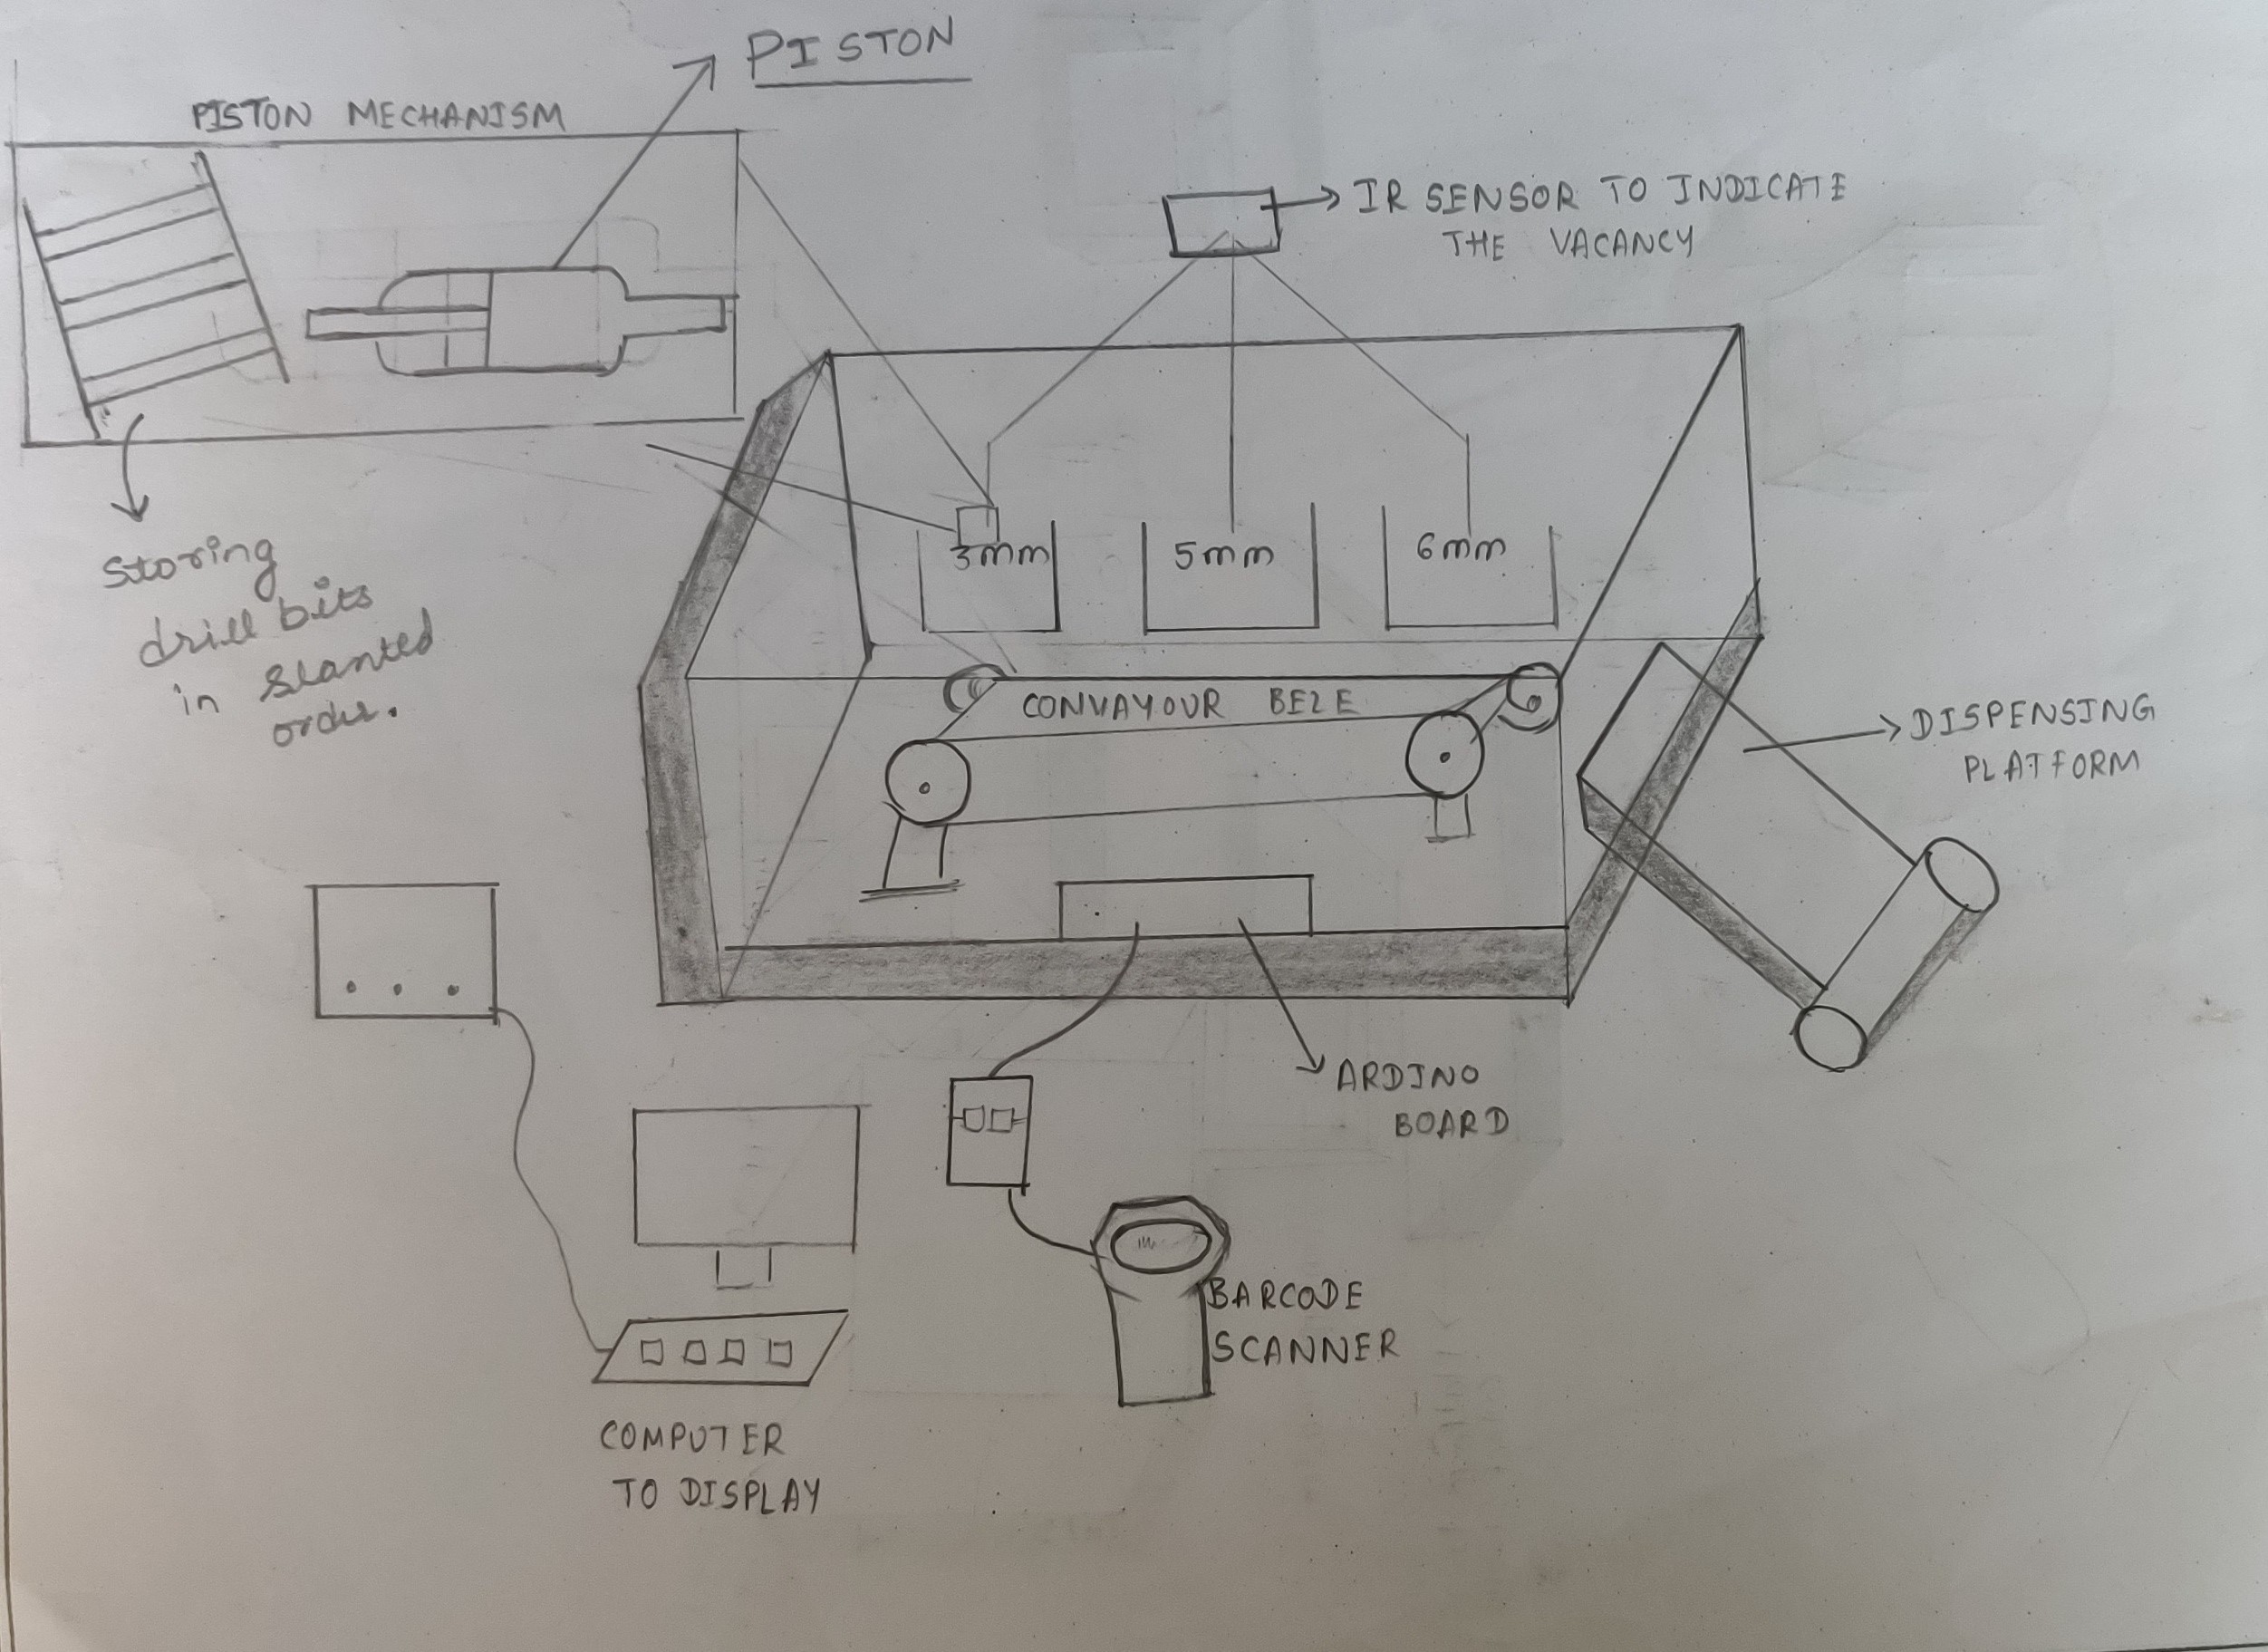 PISTON
PISTON MECHANISM
IR SENSOR TO INDICATE
THE VACANCY
3mm
5mm
6mm
Storing
drill bits
in Slanted
order.
CONVAYOUR BELE
DISPENSING
PLATFORM
ARDINO
BOARD
BARCODE
SCANNER
COMPUTER
TO DISPLAY